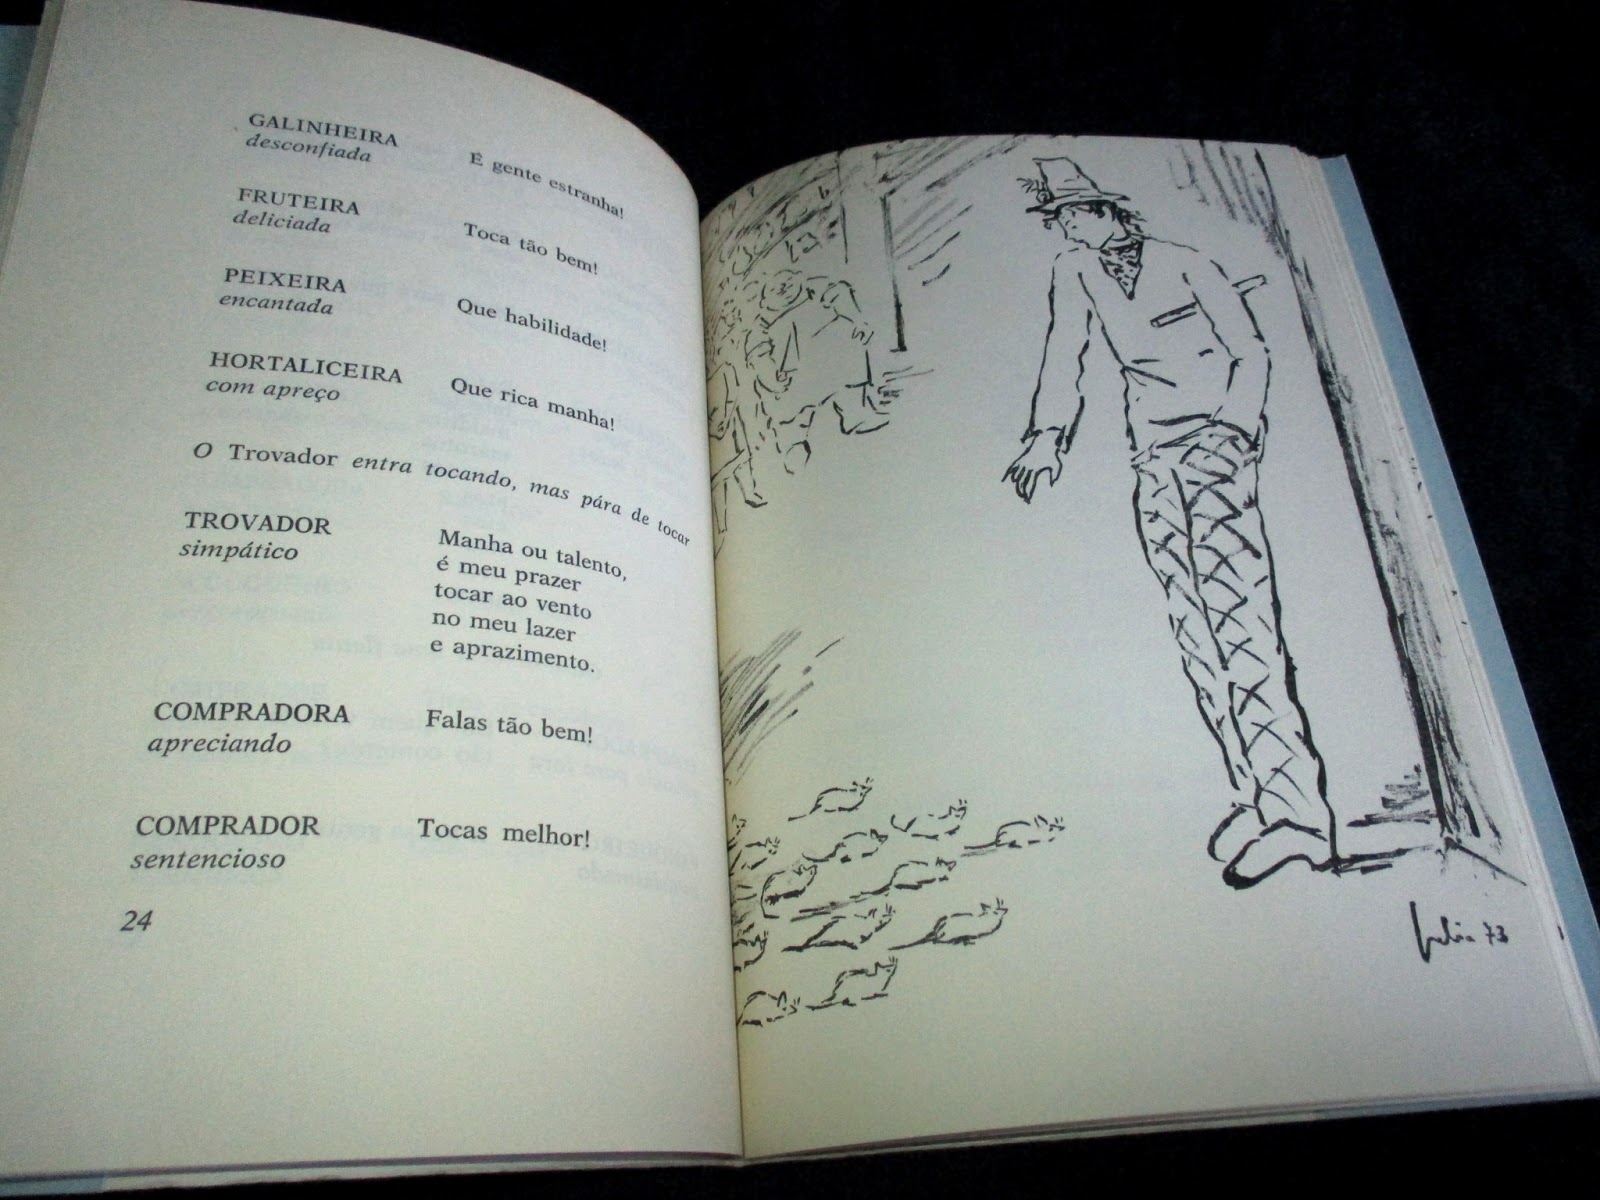 GALINHEIRA
desconfiada
É gente estranha!
FRUTEIRA
deliciada
Toca tão bem!
PEIXEIRA
encantada
Que habilidade!
HORTALICEIRA
com apreço
Que rica manha!
O Trovador entra tocando, mas pára de tocar
TROVADOR
simpático
Manha ou talento,
é meu prazer
tocar ao vento
no meu lazer
e aprazimento.
COMPRADORA
apreciando
Falas tão bem!
COMPRADOR
sentencioso
Tocas melhor!
24
73